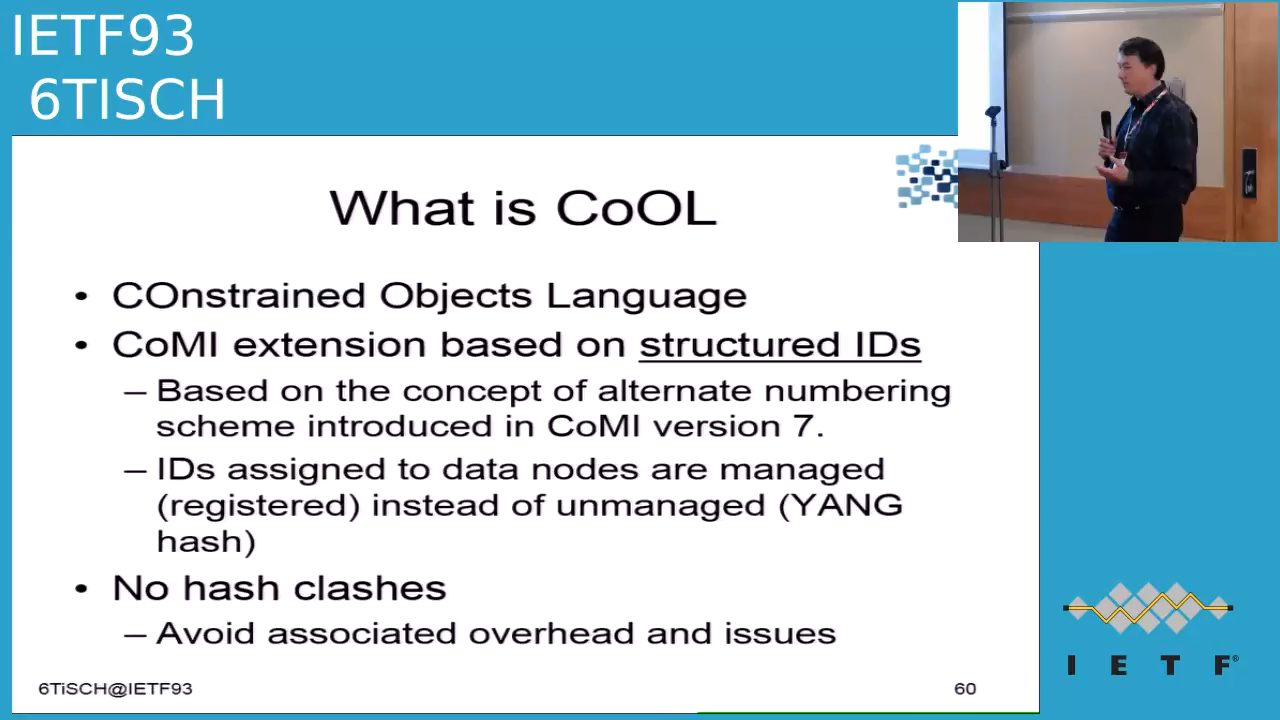 IETF93
6TISCH
What is CoOL
• COnstrained Objects Language
• CoMI extension based on structured IDs
– Based on the concept of alternate numbering
scheme introduced in CoMI version 7.
– IDs assigned to data nodes are managed
(registered) instead of unmanaged (YANG
hash)
• No hash clashes
– Avoid associated overhead and issues
6TiSCH@IETF93
60
I E T F®